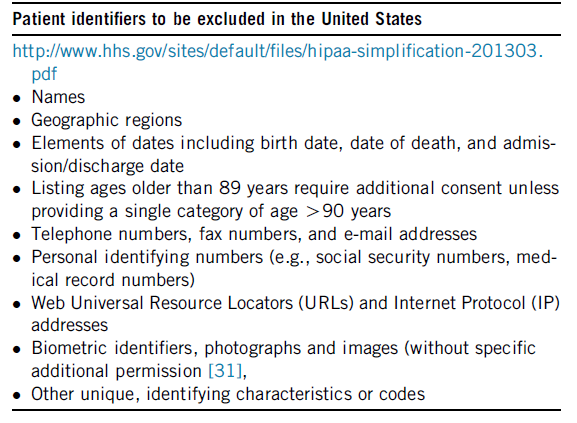 Patient identifiers to be excluded in the United States
http://www.hhs.gov/sites/default/files/hipaa-simplification-201303.
pdf
• Names
• Geographic regions
• Elements of dates including birth date, date of death, and admis-
sion/discharge date
• Listing ages older than 89 years require additional consent unless
providing a single category of age >90 years
• Telephone numbers, fax numbers, and e-mail addresses
• Personal identifying numbers (e.g., social security numbers, med-
ical record numbers)
• Web Universal Resource Locators (URLs) and Internet Protocol (IP)
addresses
• Biometric identifiers, photographs and images (without specific
additional permission [31],
• Other unique, identifying characteristics or codes